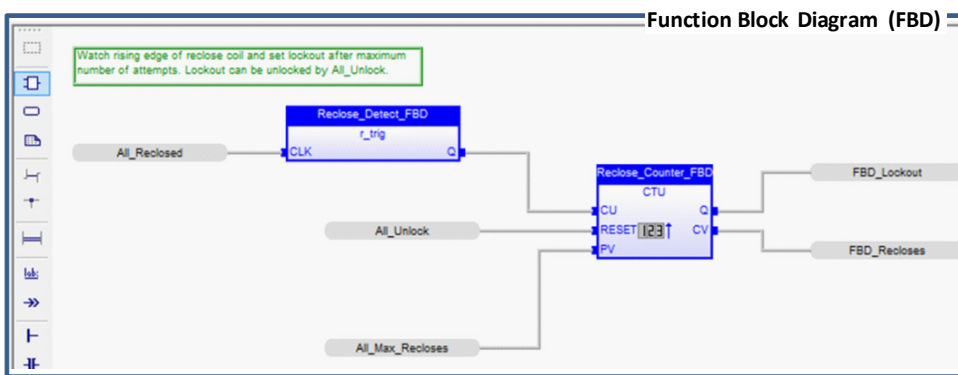 Function Block Diagram (FBD)
Watch rising edge of reclose coil and set lockout after maximum
number of attempts. Lockout can be unlocked by All_Unlock.
Reclose_Detect_FBD
r_trig
All_Reclosed
CLK
Q
Reclose_Counter_FBD
CTU
FBD_Lockout
CU
Q
All_Unlock
RESET
123
CV
PV
FBD_Recloses
All_Max_Recloses